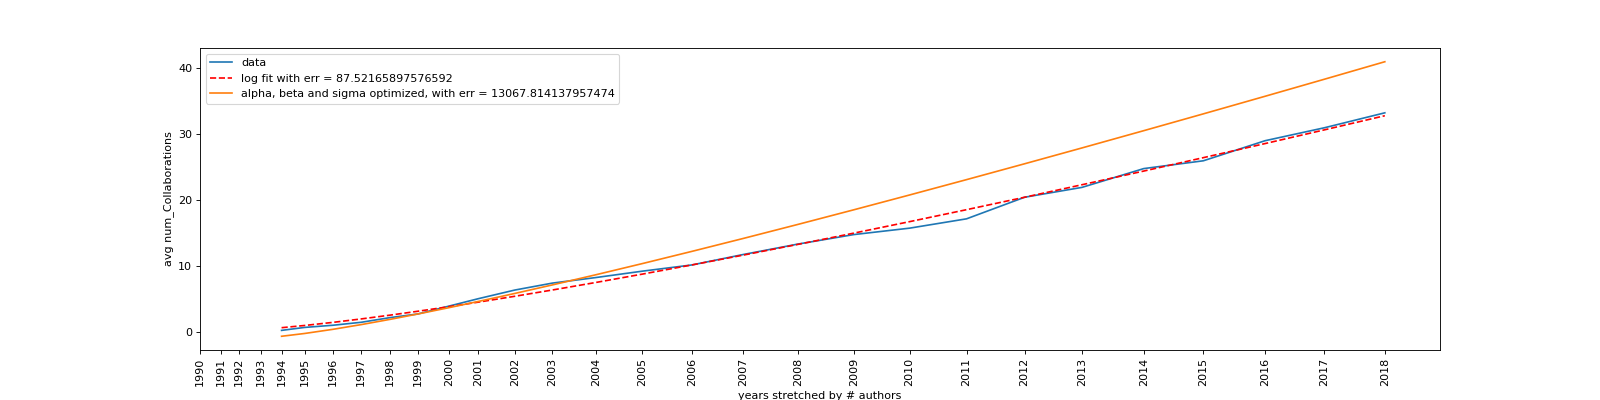 data
log fit with err = 87.52165897576592
alpha, beta and sigma optimized, with err = 13067.814137957474
avg num_Collaborations
40
30
20
10
0
1990 1991 1992 1993 1994 1995 1996 1997 1998 1999 2000 2001 2002 2003 2004 2005 2006 2007 2008 2009 2010 2011 2012 2013 2014 2015 2016 2017 2018
years stretched by # authors